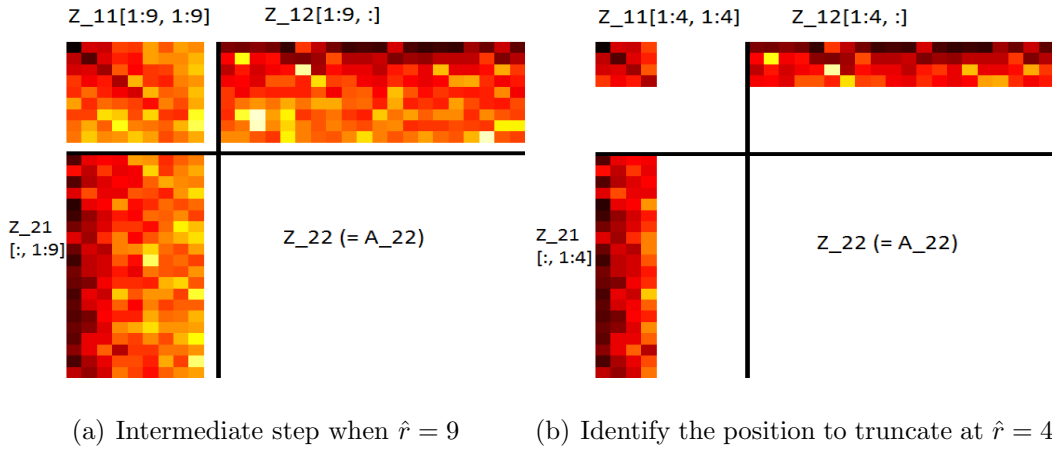 Z_11[1:9, 1:9]
Z_12[1:9, :]
Z_21
[:, 1:9]
Z_22 (= A_22)
(a) Intermediate step when r̂ = 9
Z_11[1:4, 1:4]
Z_12[1:4, :]
Z_21
[:, 1:4]
Z_22 (= A_22)
(b) Identify the position to truncate at r̂ = 4